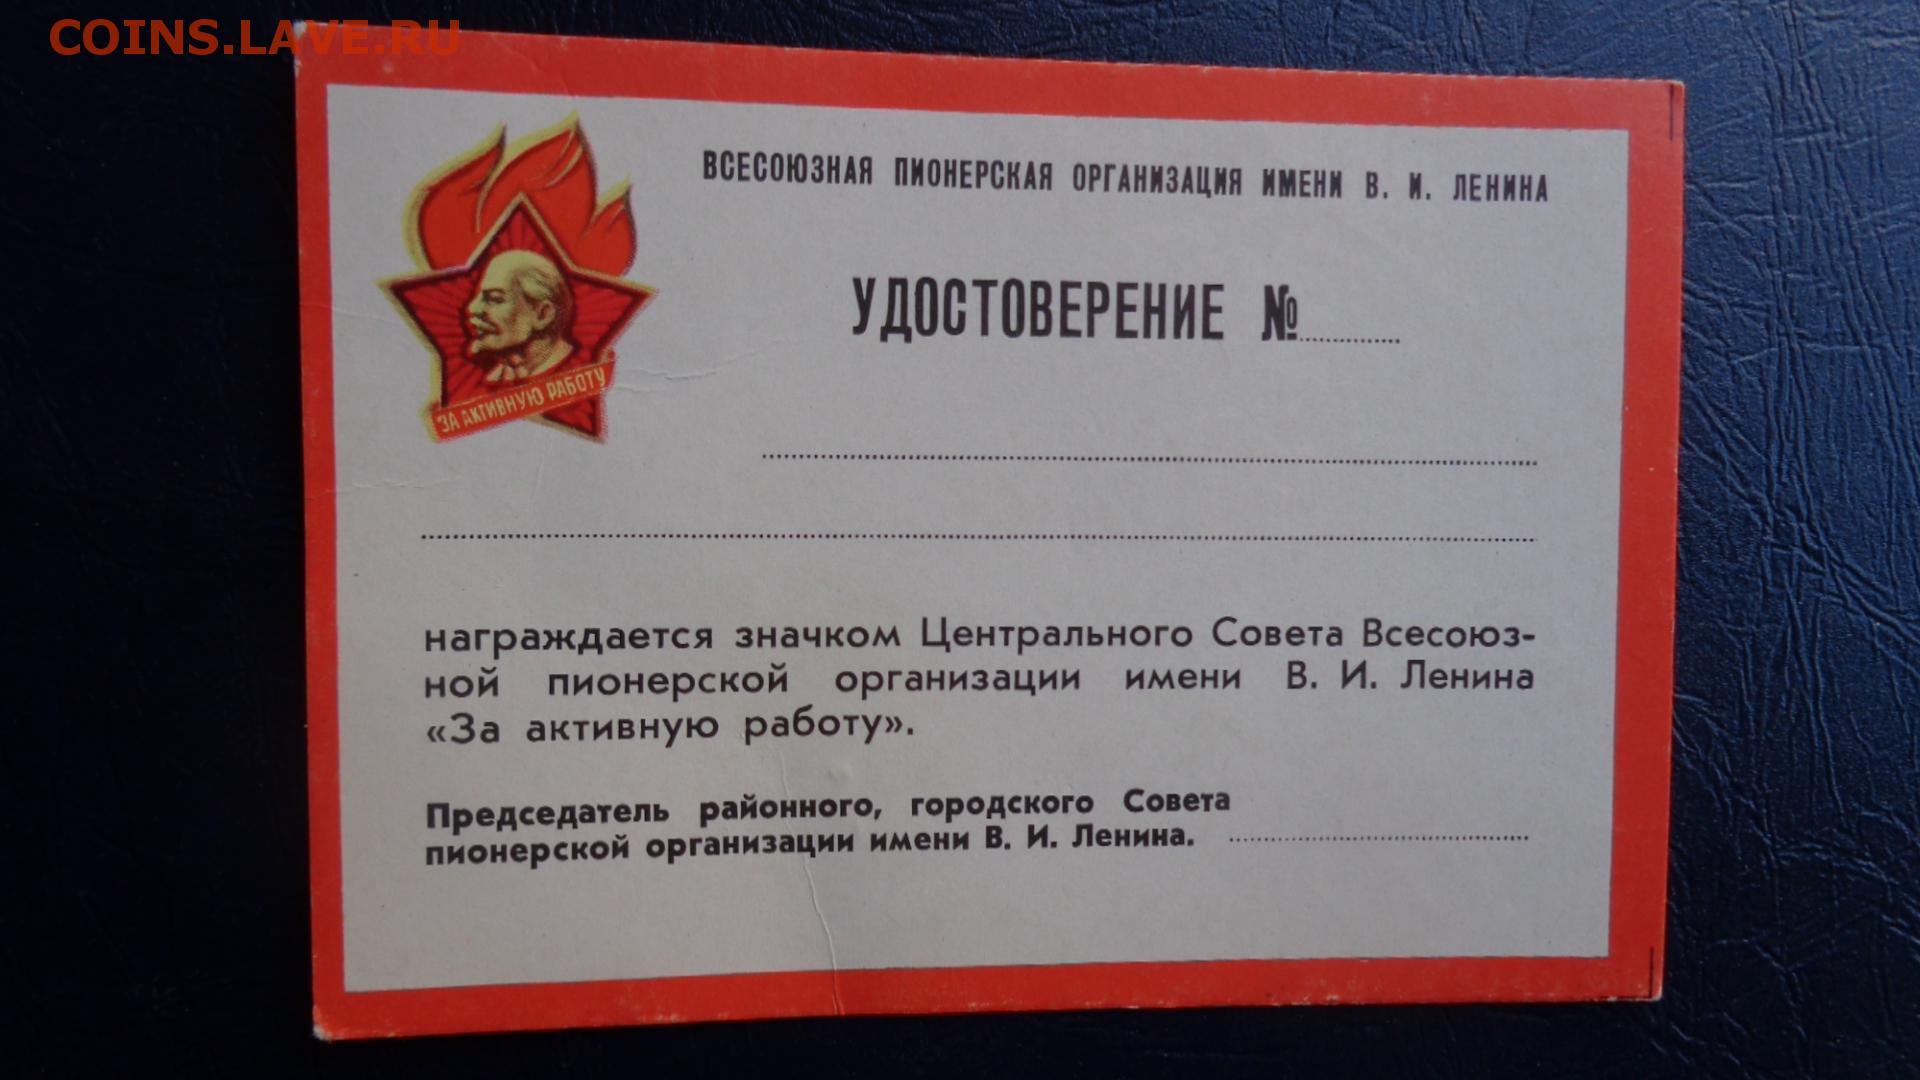 COINS.LAVE.RU
ВСЕСОЮЗНАЯ ПИОНЕРСКАЯ ОРГАНИЗАЦИЯ ИМЕНИ В. И. ЛЕНИНА
УДОСТОВЕРЕНИЕ №
ЗА АКТИВНУЮ РАБОТУ
награждается значком Центрального Совета Всесоюз-
ной пионерской организации имени В. И. Ленина
«За активную работу».
Председатель районного, городского Совета
пионерской организации имени В. И. Ленина.